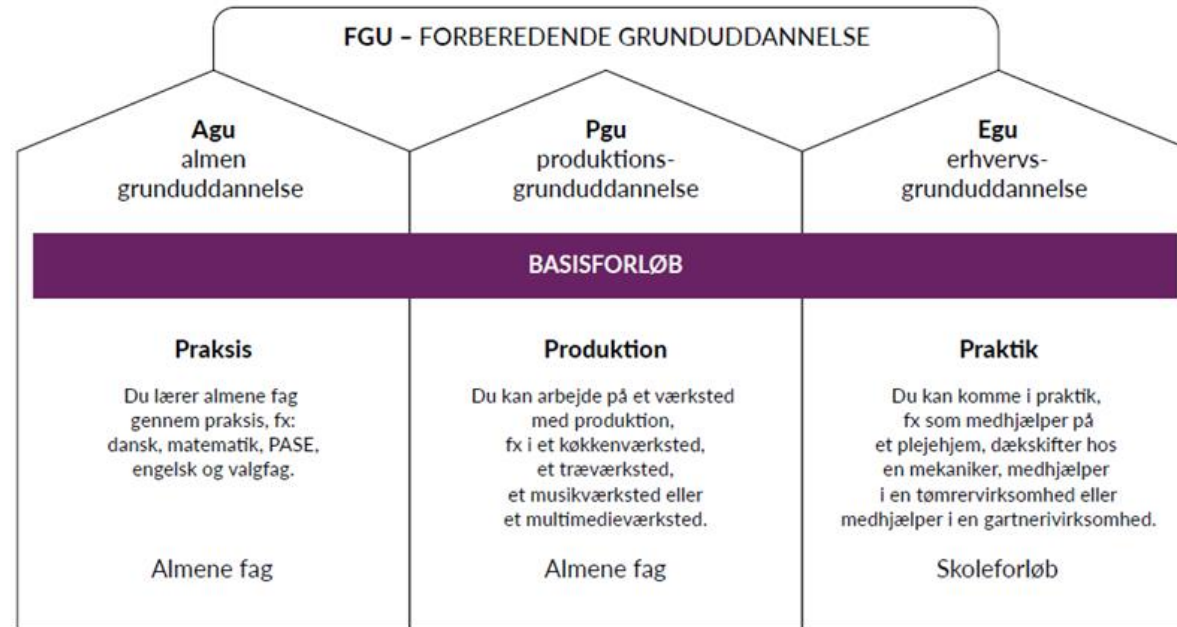 FGU – FORBEREDENDE GRUNDUDDANNELSE
Agu
almen
grunduddannelse
Pgu
produktions-
grunduddannelse
Egu
erhvervs-
grunduddannelse
BASISFORLØB
Praksis
Du lærer almene fag
gennem praksis, fx:
dansk, matematik, PASE,
engelsk og valgfag.
Almene fag
Produktion
Du kan arbejde på et værksted
med produktion,
fx i et køkkenværksted,
et træværksted,
et musikværksted eller
et multimedieværksted.
Almene fag
Praktik
Du kan komme i praktik,
fx som medhjælper på
et plejehjem, dækskifter hos
en mekaniker, medhjælper
i en tømrervirksomhed eller
medhjælper i en gartnerivirksomhed.
Skoleforløb